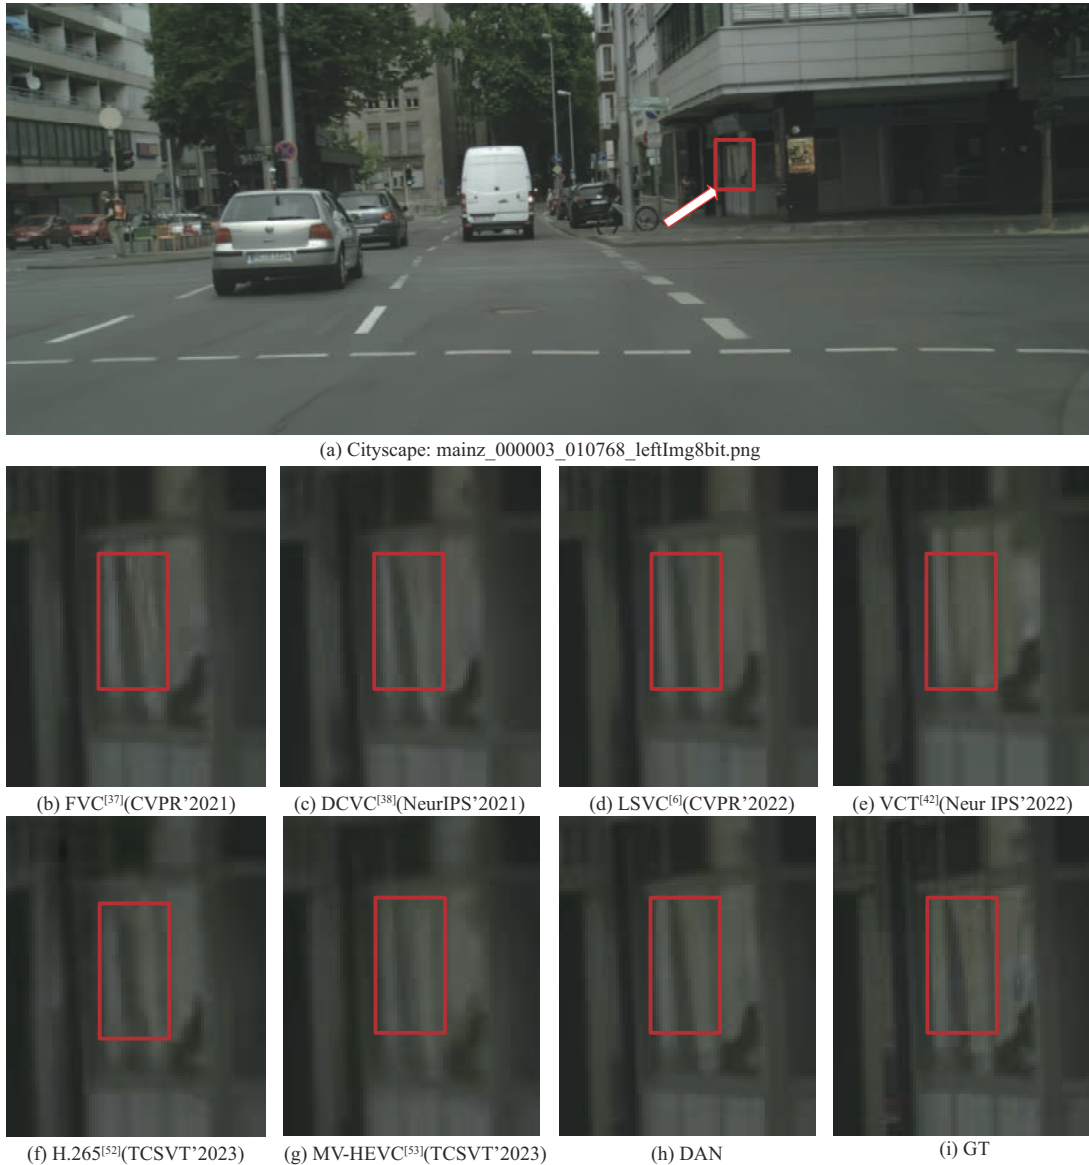 (a) Cityscape: mainz_000003_010768_leftImg8bit.png
(b) FVC[37](CVPR’2021)
(c) DCVC[38](NeurIPS’2021)
(d) LSVC[6](CVPR’2022)
(e) VCT[42](Neur IPS’2022)
(f) H.265[52](TCSVT’2023)
(g) MV-HEVC[53](TCSVT’2023)
(h) DAN
(i) GT